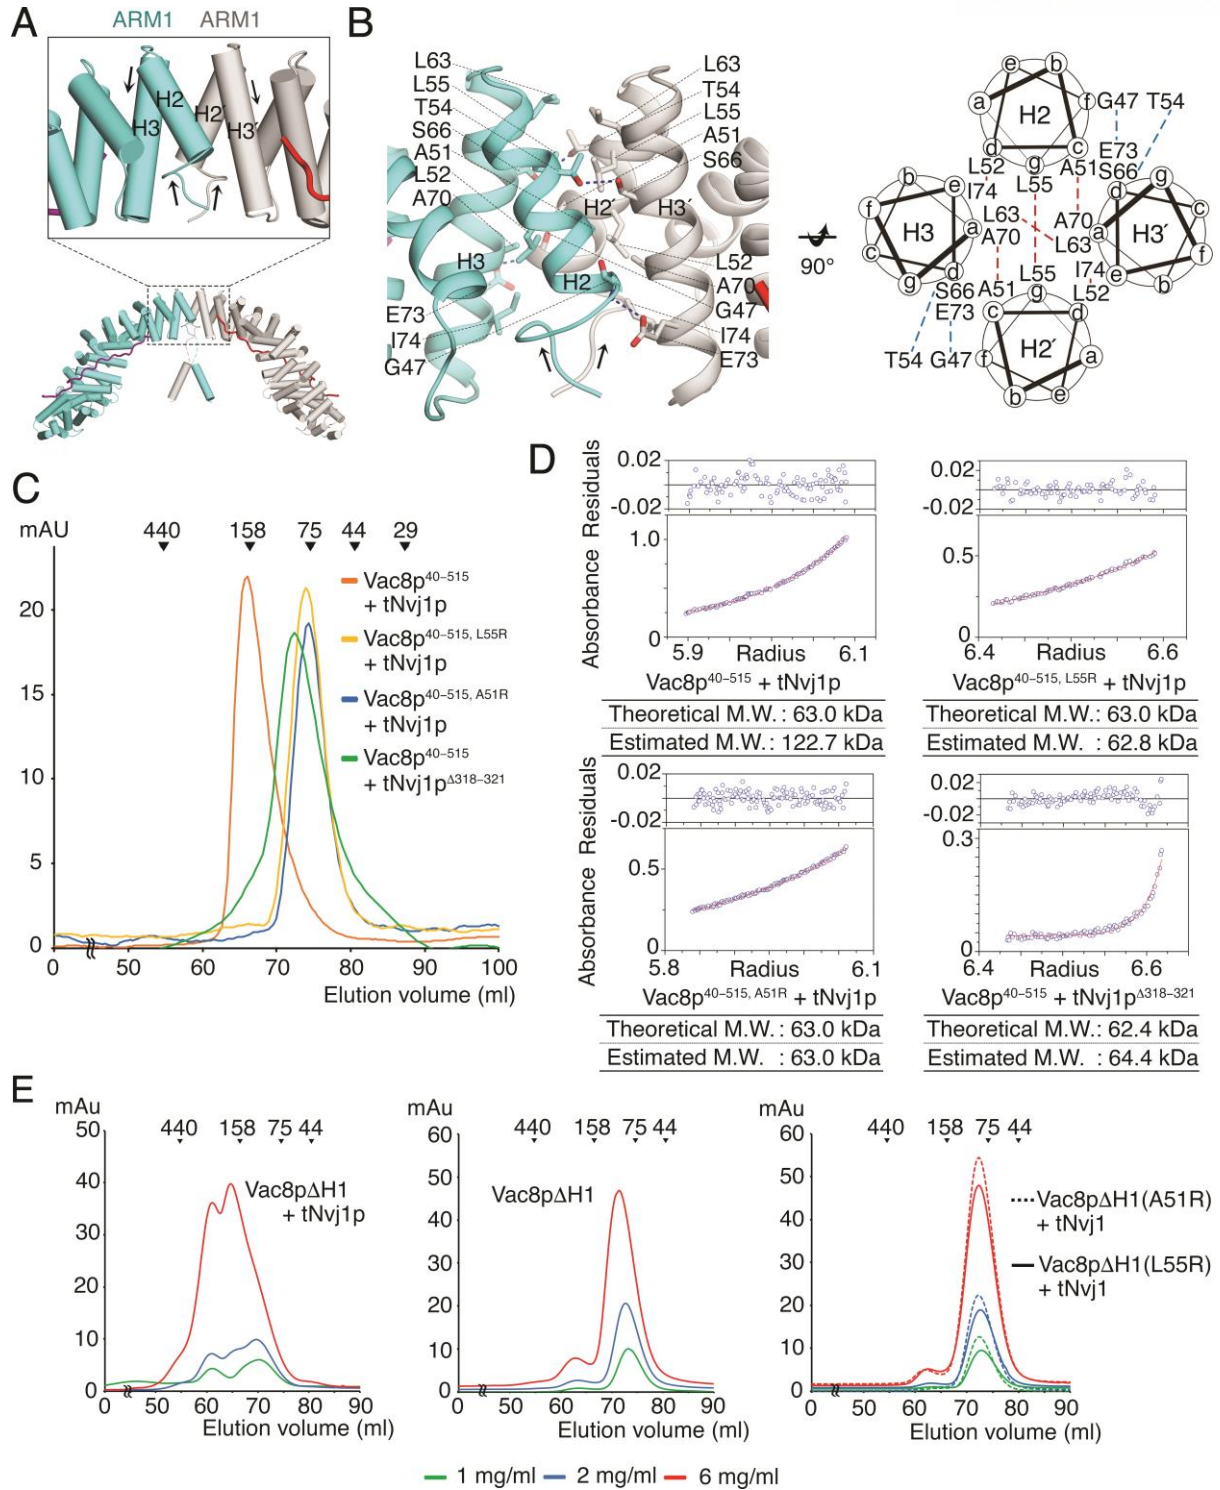 A
ARM1 ARM1
H2
H2′
H3
H3′
B
L63
L55
T54
S66
A51
L52
A70
L63
T54
L55
A51
S66
H2′
H3′
H3
H2
E73
I74
G47
L52
A70
G47
I74
E73
90°
e b
a f
H2
d c
g
G47 T54
E73
S66
L52
I74
A51
L55
b e
f a
H3
g d
L63
A70
A70
L63
d g
c
a
H3′
f
e b
S66
E73
A51
L55
I74
L52
g
c d
H2′
f a
b e
T54 G47
C
mAU
440 158 75 44 29
20
15
10
5
0
0 50 60 70 80 90 100
Elution volume (ml)
Vac8p40–515
+ tNvj1p
Vac8p40–515, L55R
+ tNvj1p
Vac8p40–515, A51R
+ tNvj1p
Vac8p40–515
+ tNvj1pΔ318–321
D
Absorbance Residuals
0.02
-0.02
1.0
0
5.9 Radius 6.1
Vac8p40–515 + tNvj1p
Theoretical M.W. : 63.0 kDa
Estimated M.W. : 122.7 kDa
0.02
-0.02
0.5
0
6.4 Radius 6.6
Vac8p40–515, L55R + tNvj1p
Theoretical M.W. : 63.0 kDa
Estimated M.W. : 62.8 kDa
Absorbance Residuals
0.02
-0.02
0.5
0
5.8 Radius 6.1
Vac8p40–515, A51R + tNvj1p
Theoretical M.W. : 63.0 kDa
Estimated M.W. : 63.0 kDa
0.02
-0.02
0.3
0
6.4 Radius 6.6
Vac8p40–515 + tNvj1pΔ318–321
Theoretical M.W. : 62.4 kDa
Estimated M.W. : 64.4 kDa
E
mAu
440 158 75 44
50
40
30
20
10
0
0 50 60 70 80 90
Elution volume (ml)
Vac8pΔH1
+ tNvj1p
mAu
440 158 75 44
60
50
40
30
20
10
0
0 50 60 70 80 90
Elution volume (ml)
Vac8pΔH1
mAu
440 158 75 44
60
50
40
30
20
10
0
0 50 60 70 80 90
Elution volume (ml)
Vac8pΔH1(A51R)
+ tNvj1
Vac8pΔH1(L55R)
+ tNvj1
1 mg/ml 2 mg/ml 6 mg/ml